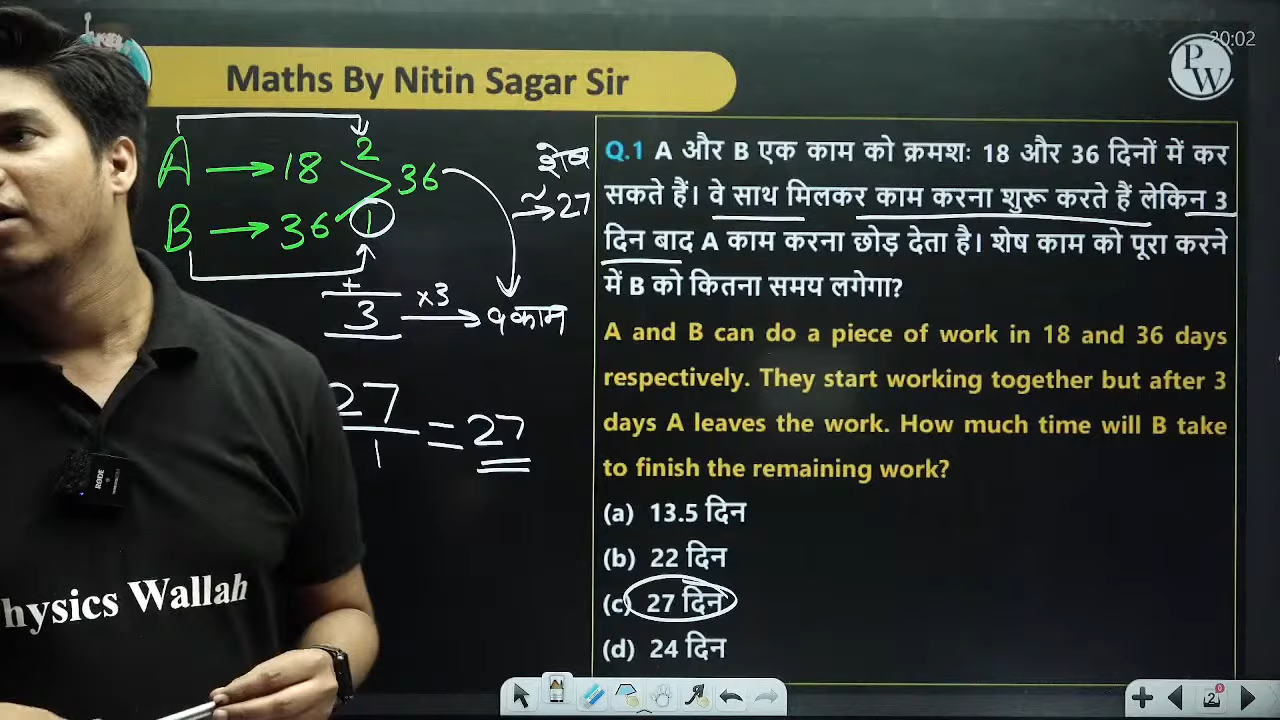 20:02
PW
Maths By Nitin Sagar Sir
A → 18 2
36
B → 36 1
शेष
→ 27
+
3 ×3 → 9 काम
27
1
= 27
Q.1 A और B एक काम को क्रमशः 18 और 36 दिनों में कर
सकते हैं। वे साथ मिलकर काम करना शुरू करते हैं लेकिन 3
दिन बाद A काम करना छोड़ देता है। शेष काम को पूरा करने
में B को कितना समय लगेगा?
A and B can do a piece of work in 18 and 36 days
respectively. They start working together but after 3
days A leaves the work. How much time will B take
to finish the remaining work?
(a) 13.5 दिन
(b) 22 दिन
(c) 27 दिन
(d) 24 दिन
RODE
hysics Wallah
2